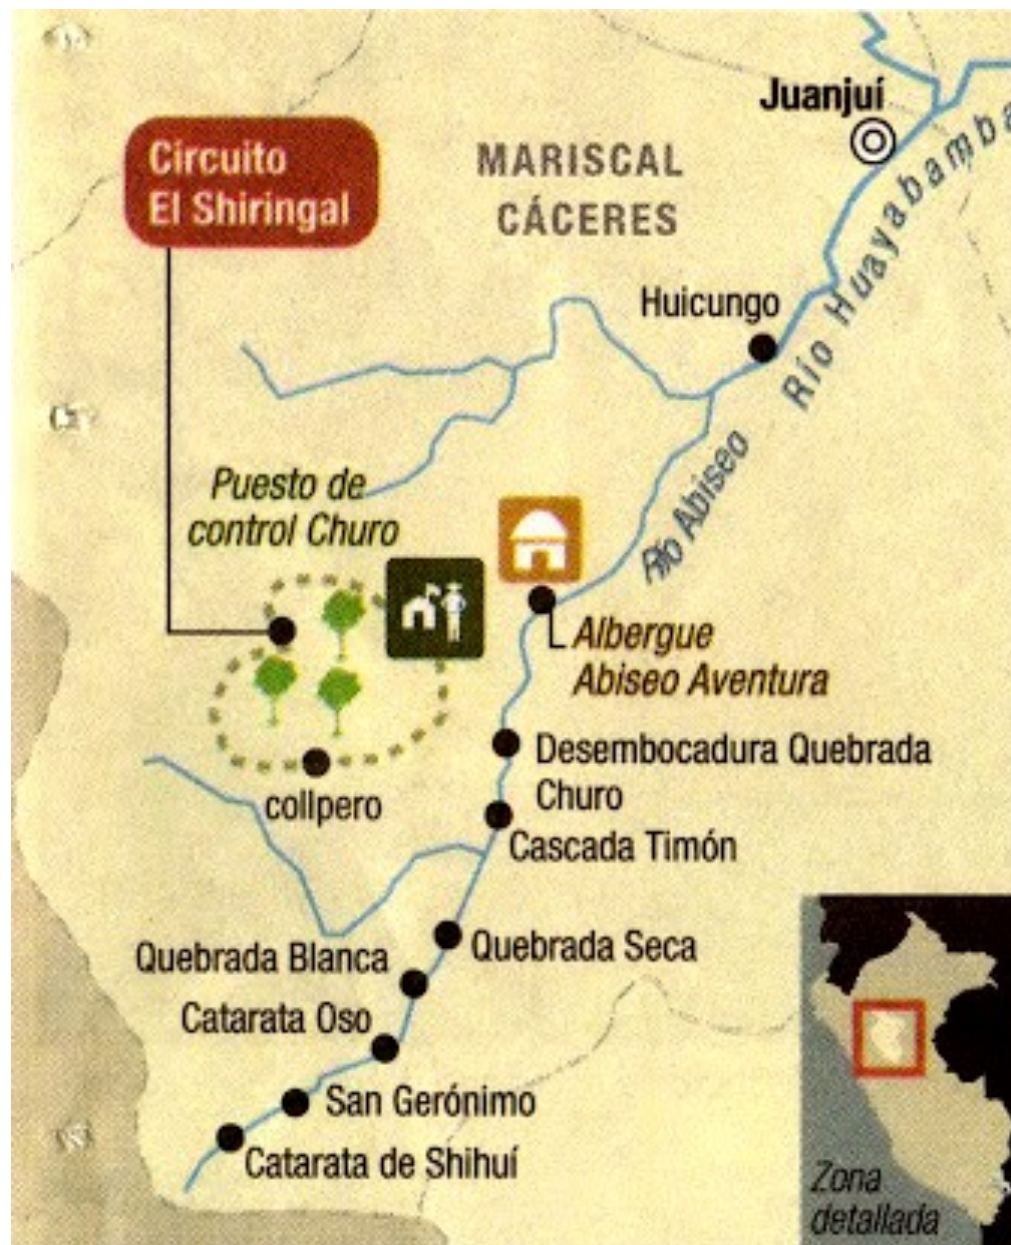 Juanjuí
Circuito
El Shiringal
MARISCAL
CÁCERES
Río Huayabamba
Huicungo
Río Abiseo
Puesto de
control Churo
Albergue
Abiseo Aventura
Desembocadura Quebrada
Churo
collpero
Cascada Timón
Quebrada Seca
Quebrada Blanca
Catarata Oso
San Gerónimo
Catarata de Shihuí
Zona
detallada